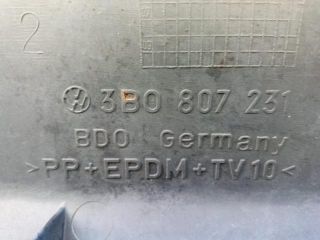 2
3B0 807 231
BDO Germany
>PP+EPDM+TV10<